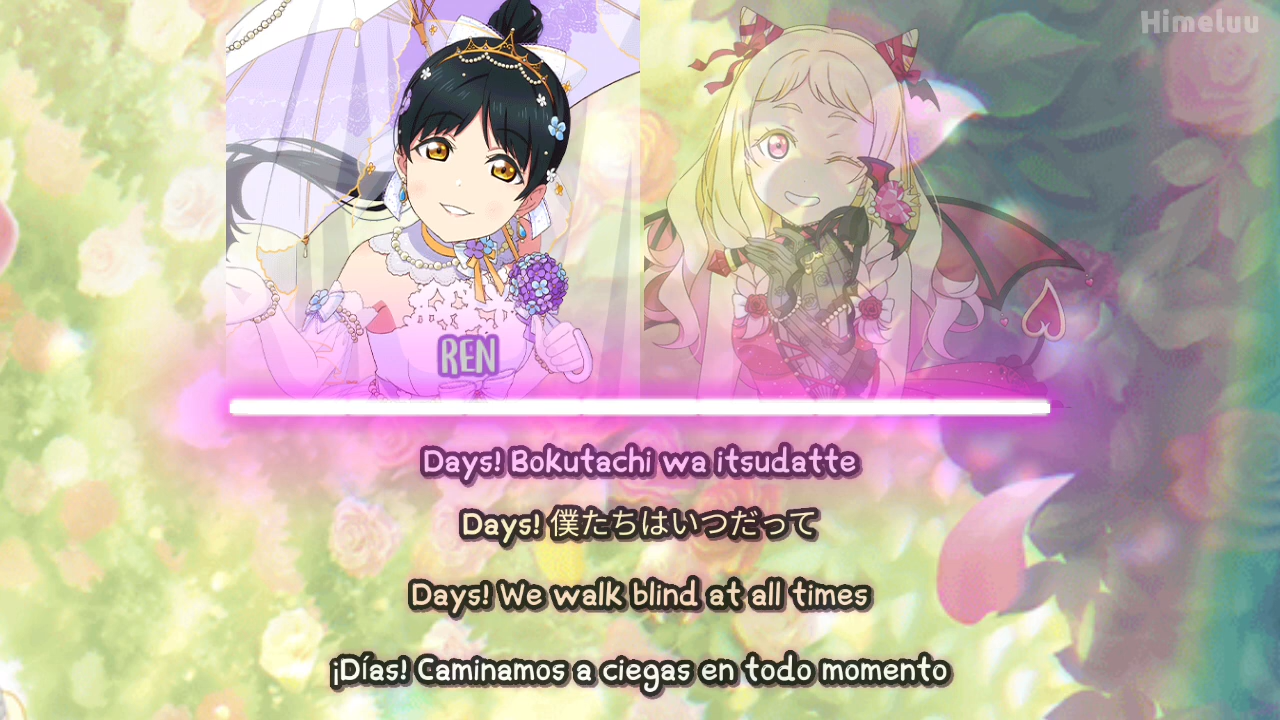 Himeluu
REN
Days! Bokutachi wa itsudatte
Days! 僕たちはいつだって
Days! We walk blind at all times
¡Días! Caminamos a ciegas en todo momento